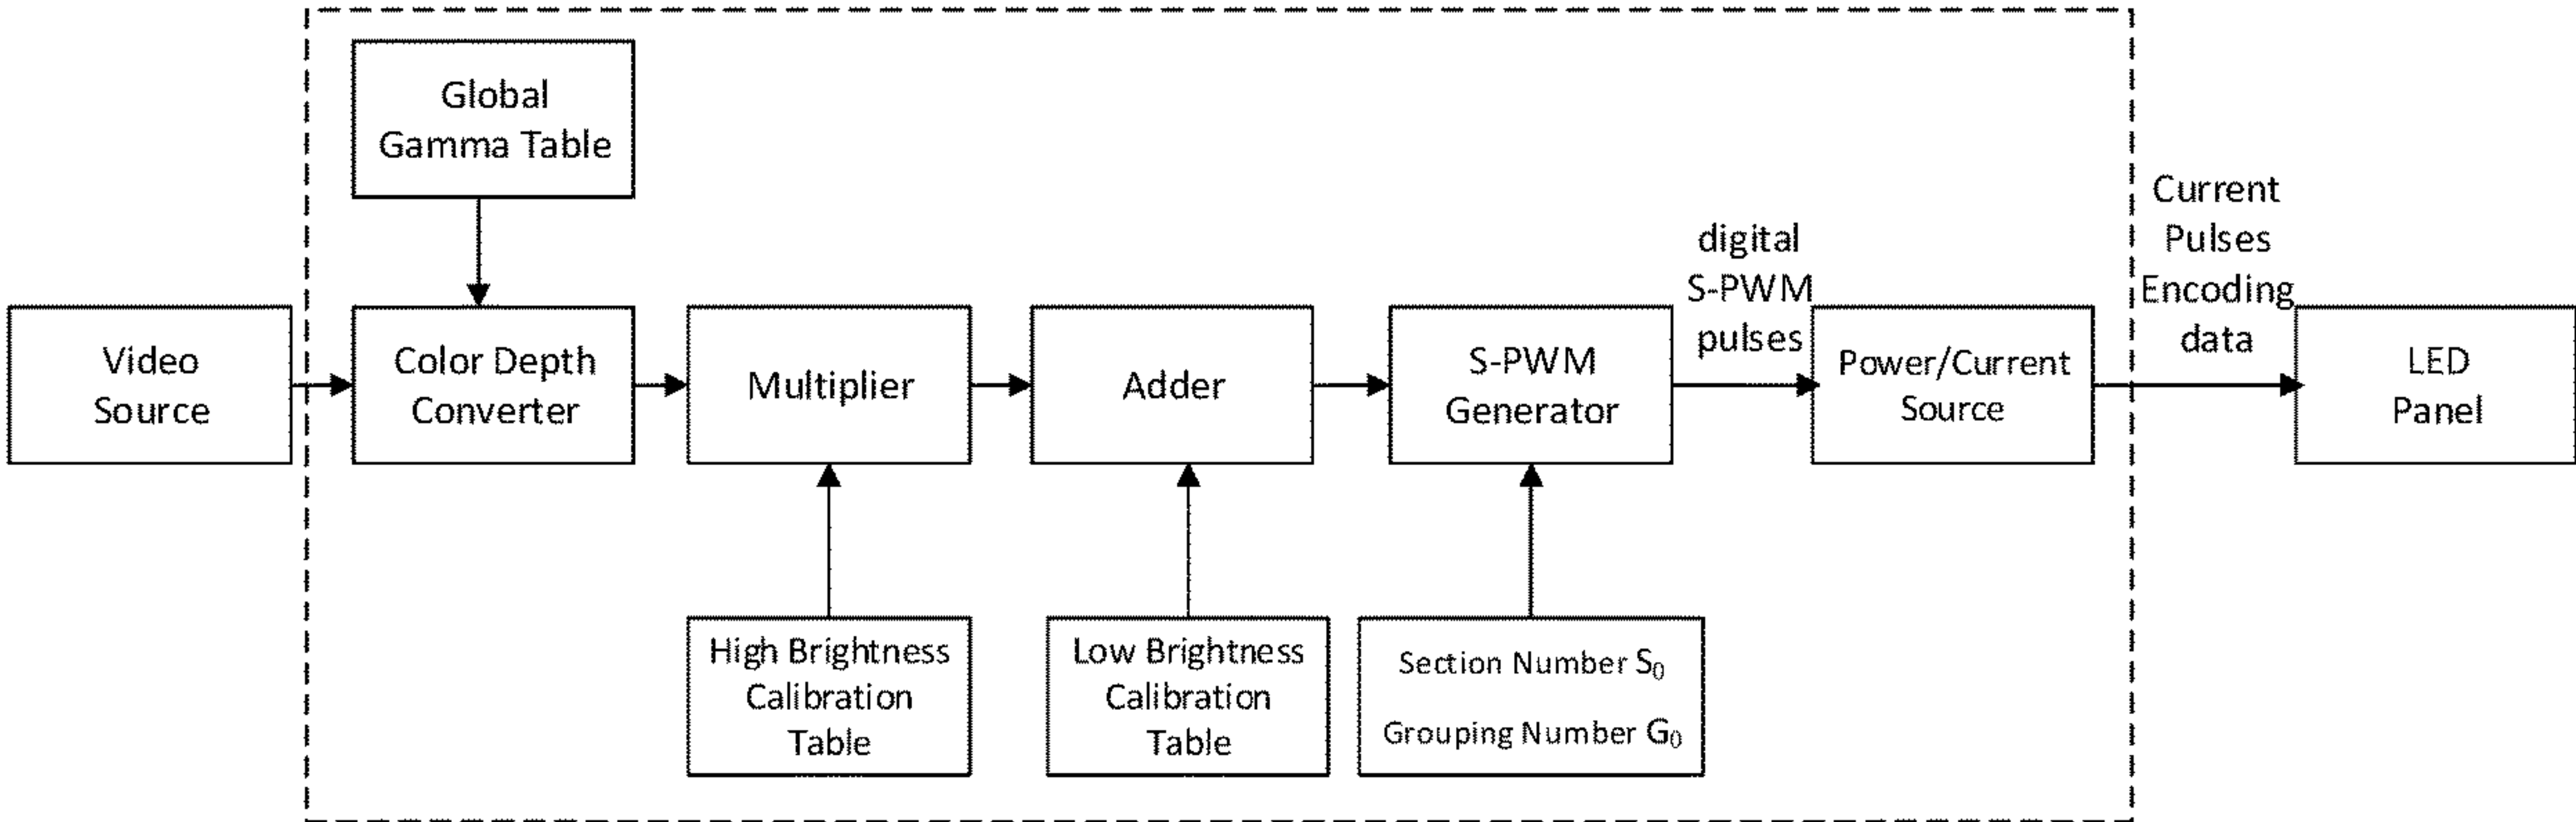 Global
Gamma Table
Video
Source
Color Depth
Converter
Multiplier
Adder
S-PWM
Generator
digital
S-PWM
pulses
Power/Current
Source
Current
Pulses
Encoding
data
LED
Panel
High Brightness
Calibration
Table
Low Brightness
Calibration
Table
Section Number S₀
Grouping Number G₀